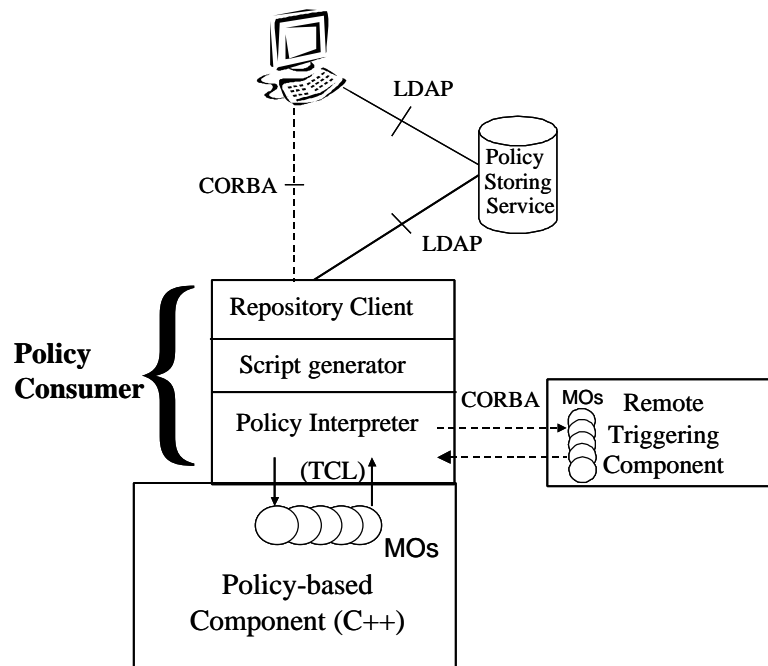 LDAP
Policy
Storing
Service
CORBA
LDAP
Repository Client
Policy
Consumer
Script generator
Policy Interpreter
(TCL)
CORBA
MOs
Remote
Triggering
Component
MOs
Policy-based
Component (C++)